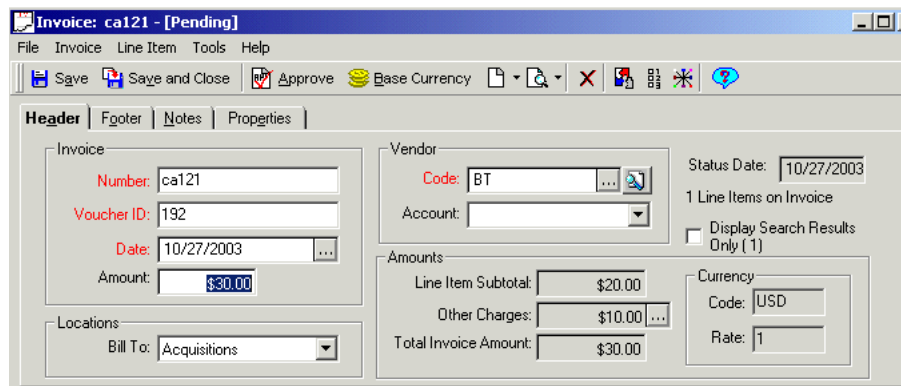 Invoice: ca121 - [Pending]
File Invoice Line Item Tools Help
Save Save and Close Approve Base Currency
Header Footer Notes Properties
Invoice
Number: ca121
Voucher ID: 192
Date: 10/27/2003 ...
Amount: $30.00
Locations
Bill To: Acquisitions
Vendor
Code: BT ...
Account:
Status Date: 10/27/2003
1 Line Items on Invoice
Display Search Results
Only ( 1 )
Amounts
Line Item Subtotal: $20.00
Other Charges: $10.00 ...
Total Invoice Amount: $30.00
Currency
Code: USD
Rate: 1